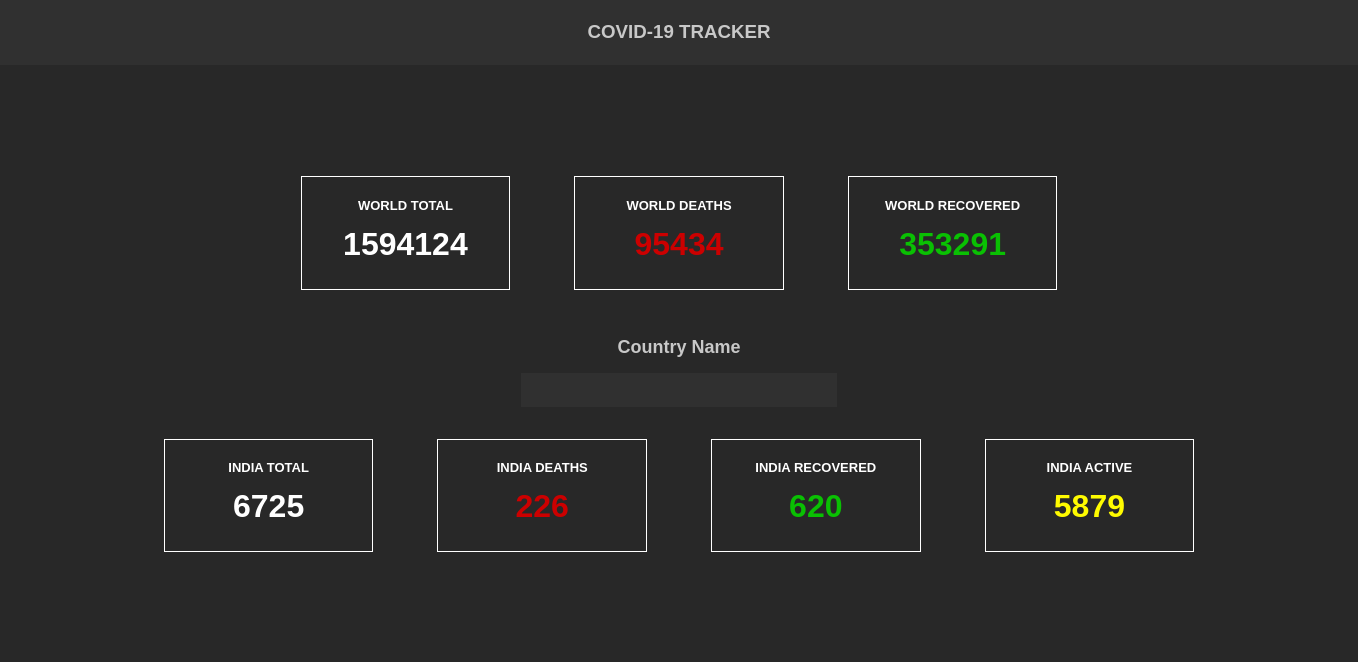 COVID-19 TRACKER
WORLD TOTAL
1594124
WORLD DEATHS
95434
WORLD RECOVERED
353291
Country Name
INDIA TOTAL
6725
INDIA DEATHS
226
INDIA RECOVERED
620
INDIA ACTIVE
5879